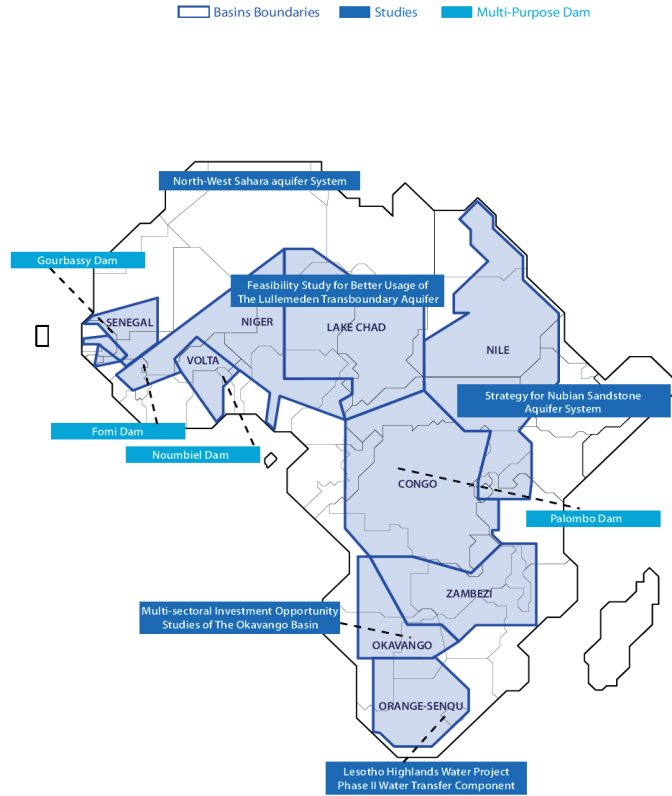 Basins Boundaries
Studies
Multi-Purpose Dam
North-West Sahara aquifer System
Gourbassy Dam
Feasibility Study for Better Usage of
The Lullemeden Transboundary Aquifer
SENEGAL
NIGER
LAKE CHAD
VOLTA
NILE
Strategy for Nubian Sandstone
Aquifer System
Fomi Dam
Noumbiel Dam
CONGO
Palombo Dam
ZAMBEZI
Multi-sectoral Investment Opportunity
Studies of The Okavango Basin
OKAVANGO
ORANGE-SENQU
Lesotho Highlands Water Project
Phase II Water Transfer Component